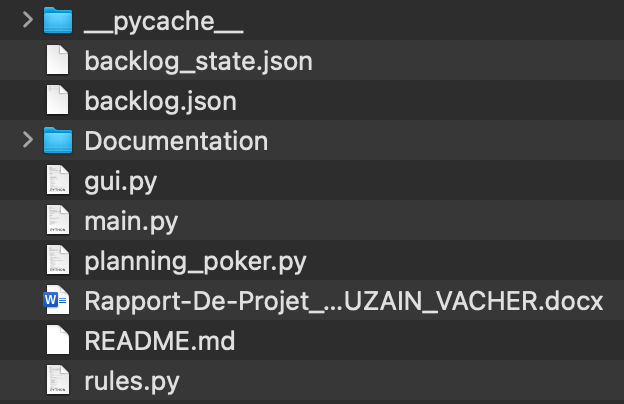 __pycache__
backlog_state.json
backlog.json
Documentation
gui.py
main.py
planning_poker.py
Rapport-De-Projet_...UZAIN_VACHER.docx
README.md
rules.py